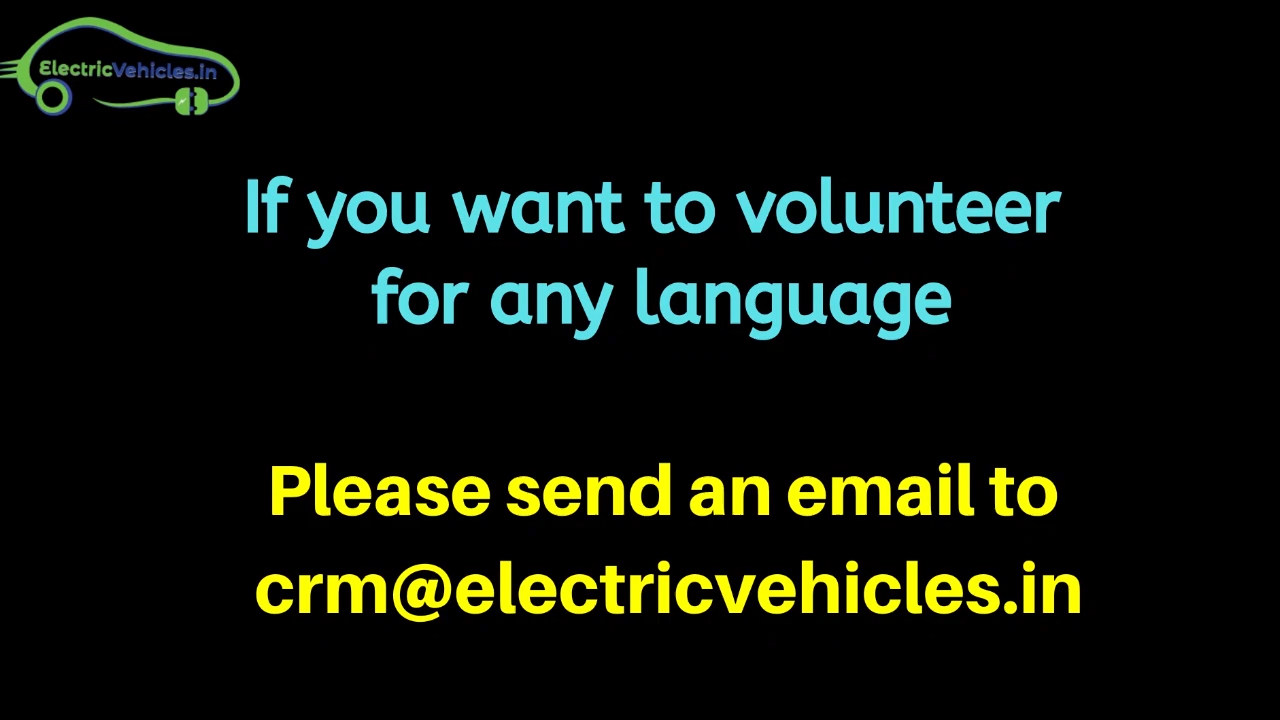 ElectricVehicles.in
If you want to volunteer
for any language
Please send an email to
crm@electricvehicles.in